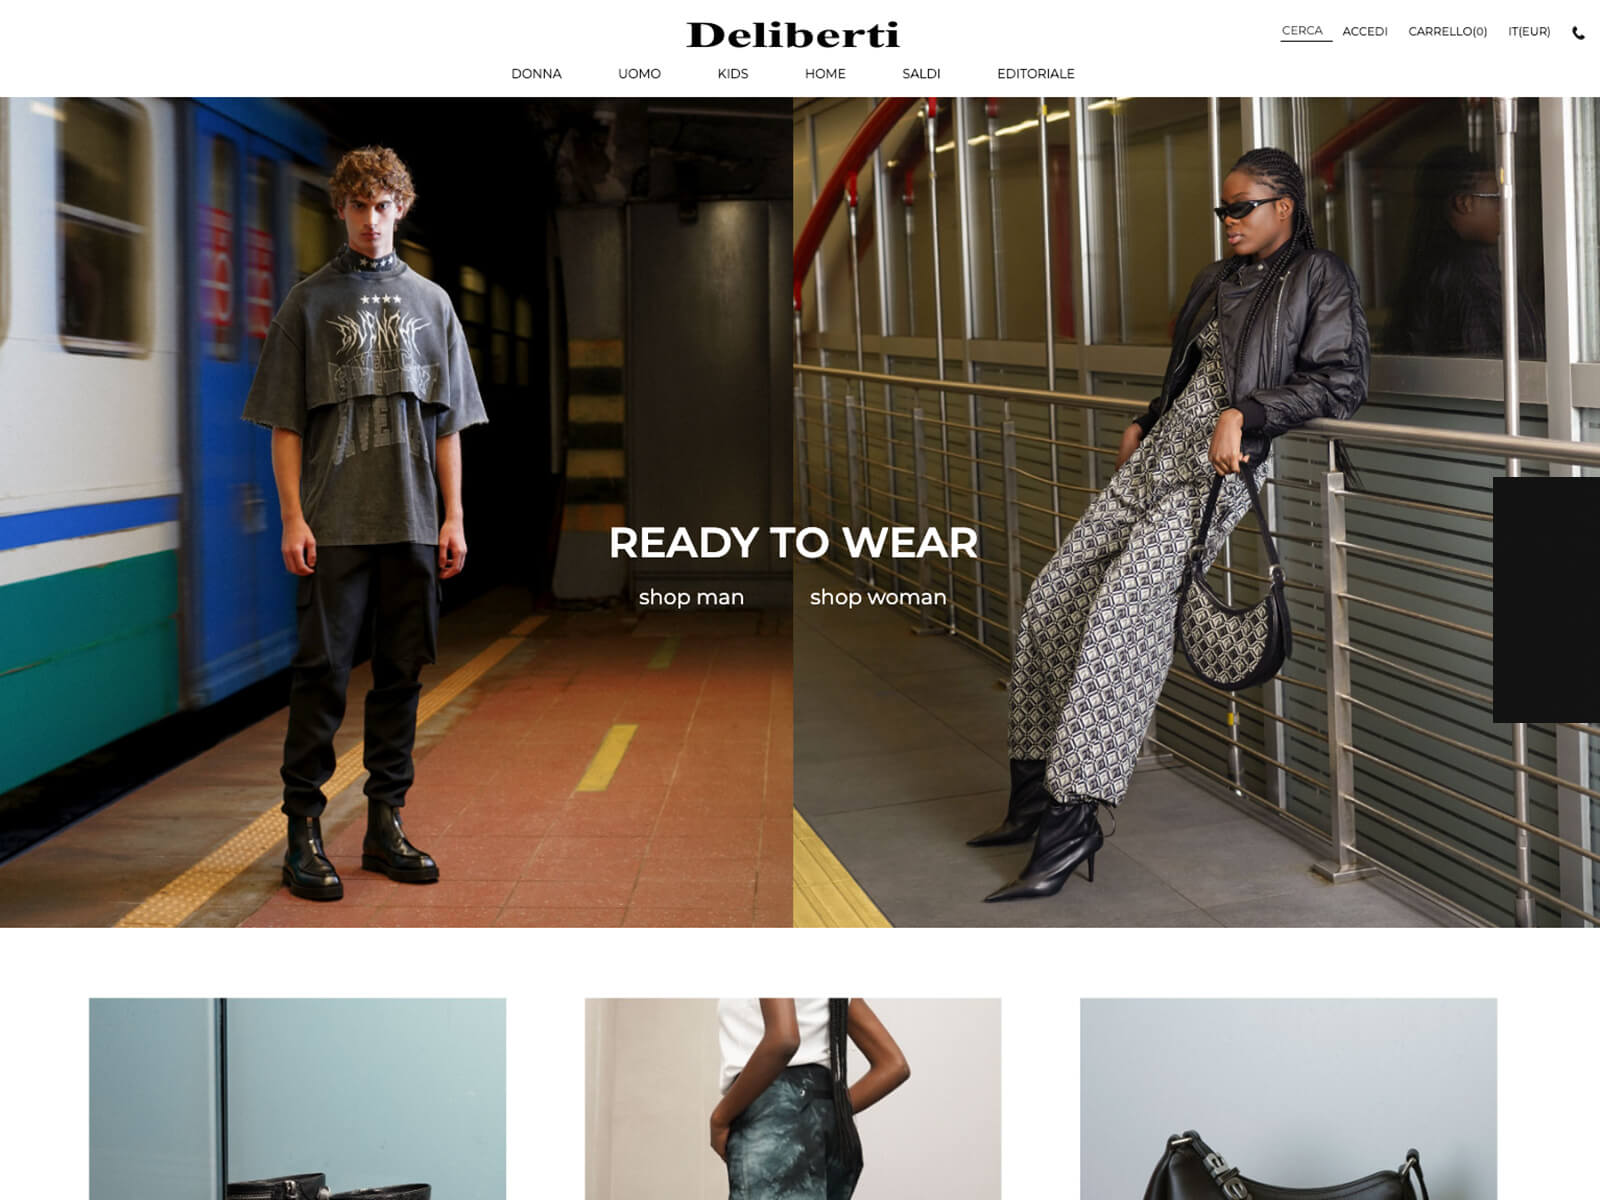 Deliberti
CERCA ACCEDI CARRELLO(0) IT(EUR)
DONNA UOMO KIDS HOME SALDI EDITORIALE
★★★★
GIVENCHY
READY TO WEAR
shop man shop woman